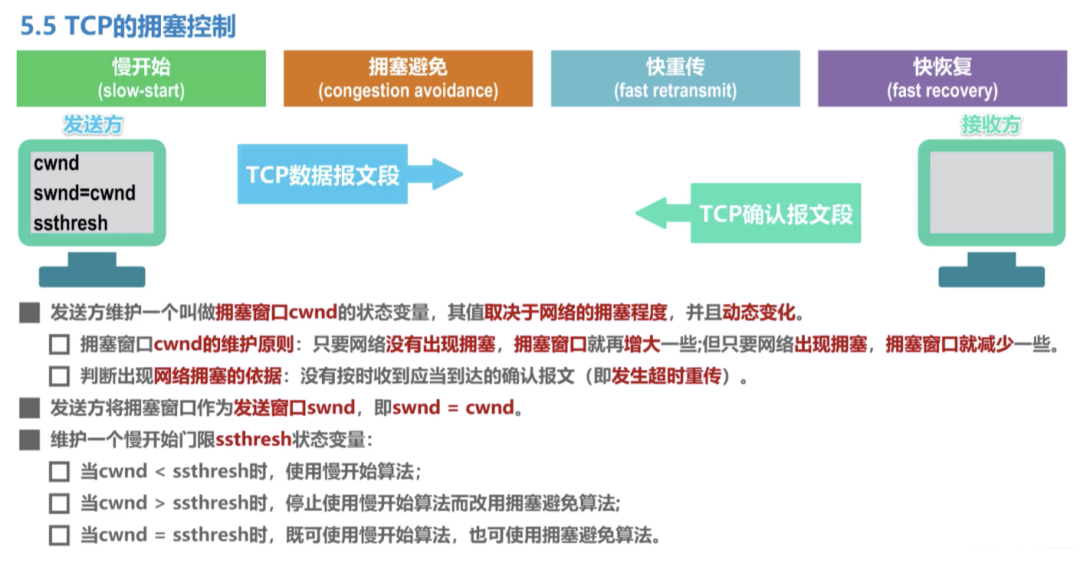 5.5 TCP的拥塞控制
慢开始
(slow-start)
拥塞避免
(congestion avoidance)
快重传
(fast retransmit)
快恢复
(fast recovery)
发送方
接收方
cwnd
swnd=cwnd
ssthresh
TCP数据报文段
TCP确认报文段
发送方维护一个叫做拥塞窗口cwnd的状态变量，其值取决于网络的拥塞程度，并且动态变化。
拥塞窗口cwnd的维护原则：只要网络没有出现拥塞，拥塞窗口就再增大一些;但只要网络出现拥塞，拥塞窗口就减少一些。
判断出现网络拥塞的依据：没有按时收到应当到达的确认报文（即发生超时重传）。
发送方将拥塞窗口作为发送窗口swnd，即swnd = cwnd。
维护一个慢开始门限ssthresh状态变量：
当cwnd < ssthresh时，使用慢开始算法；
当cwnd > ssthresh时，停止使用慢开始算法而改用拥塞避免算法;
当cwnd = ssthresh时，既可使用慢开始算法，也可使用拥塞避免算法。